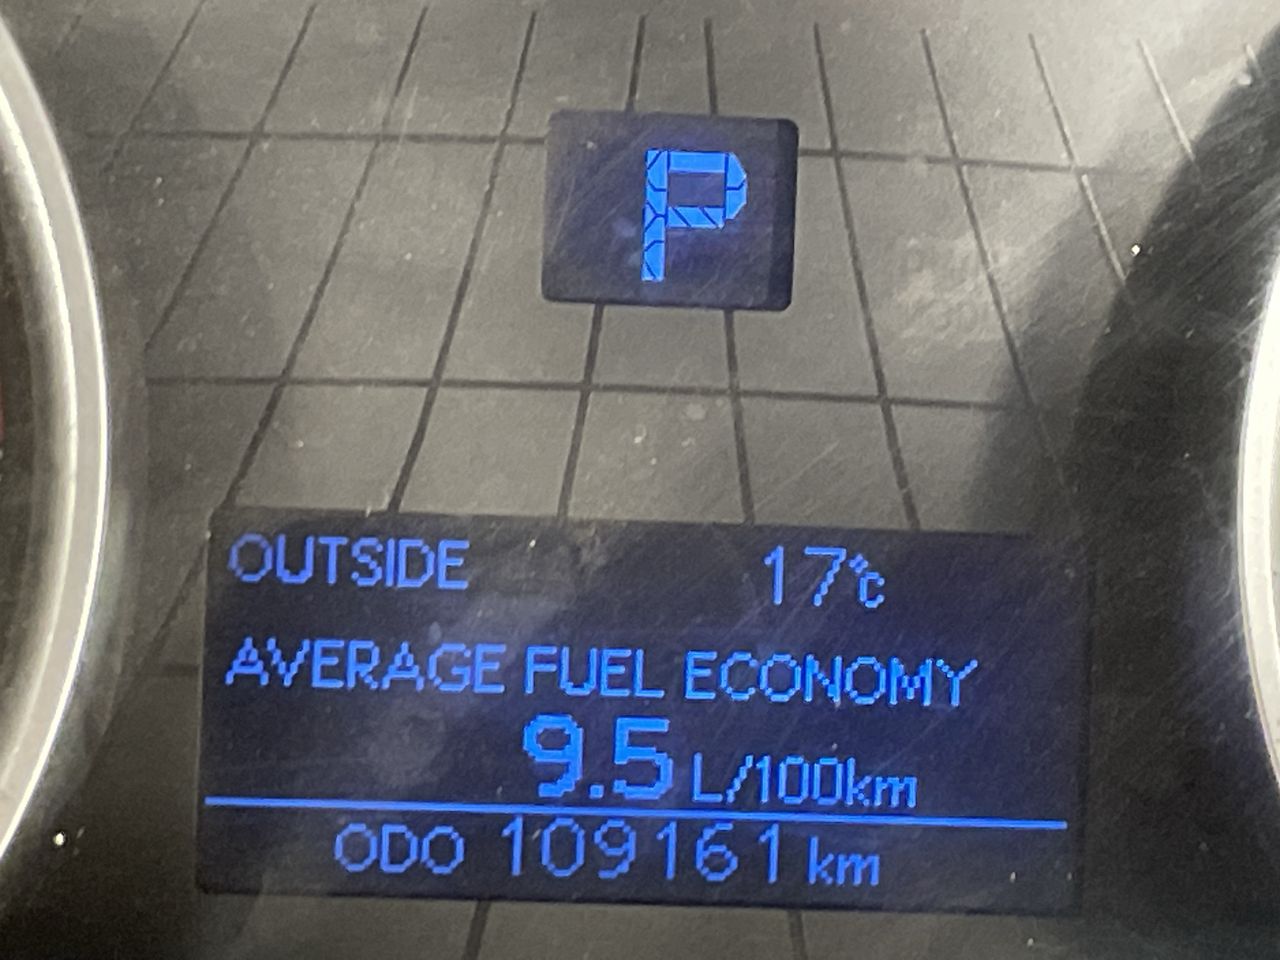 P
OUTSIDE 17℃
AVERAGE FUEL ECONOMY
9.5 L/100km
ODO 109161 km